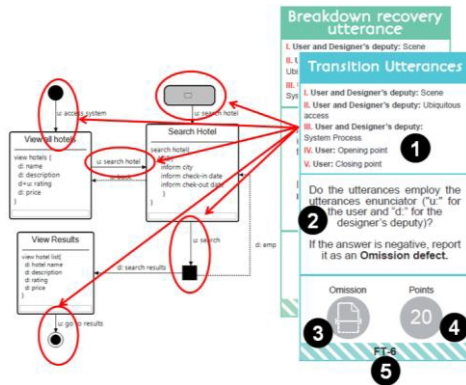 Breakdown recovery
utterance
I. User and Designer's deputy: Scene
Transition Utterances
I. User and Designer's deputy: Scene
II. User and Designer's deputy: Ubiquitous
access
III. User and Designer's deputy:
System Process
IV. User: Opening point
V. User: Closing point
1
Do the utterances employ the
utterances enunciator ("u:" for
the user and "d:" for the
designer's deputy)?
2
If the answer is negative, report
it as an Omission defect.
Omission
Points
3
20
4
FT-6
5
u: access system
u: search hotel
View all hotels
view hotels {
d: name
d: description
d+u: rating
d: price
}
u: search hotel
u: back
Search Hotel
search hotel{
inform city
inform check-in date
inform chek-out date
}
u: search
d: emp
d: search results
View Results
view hotel list{
d: hotel name
d: description
d: rating
d: price
}
u: go to results